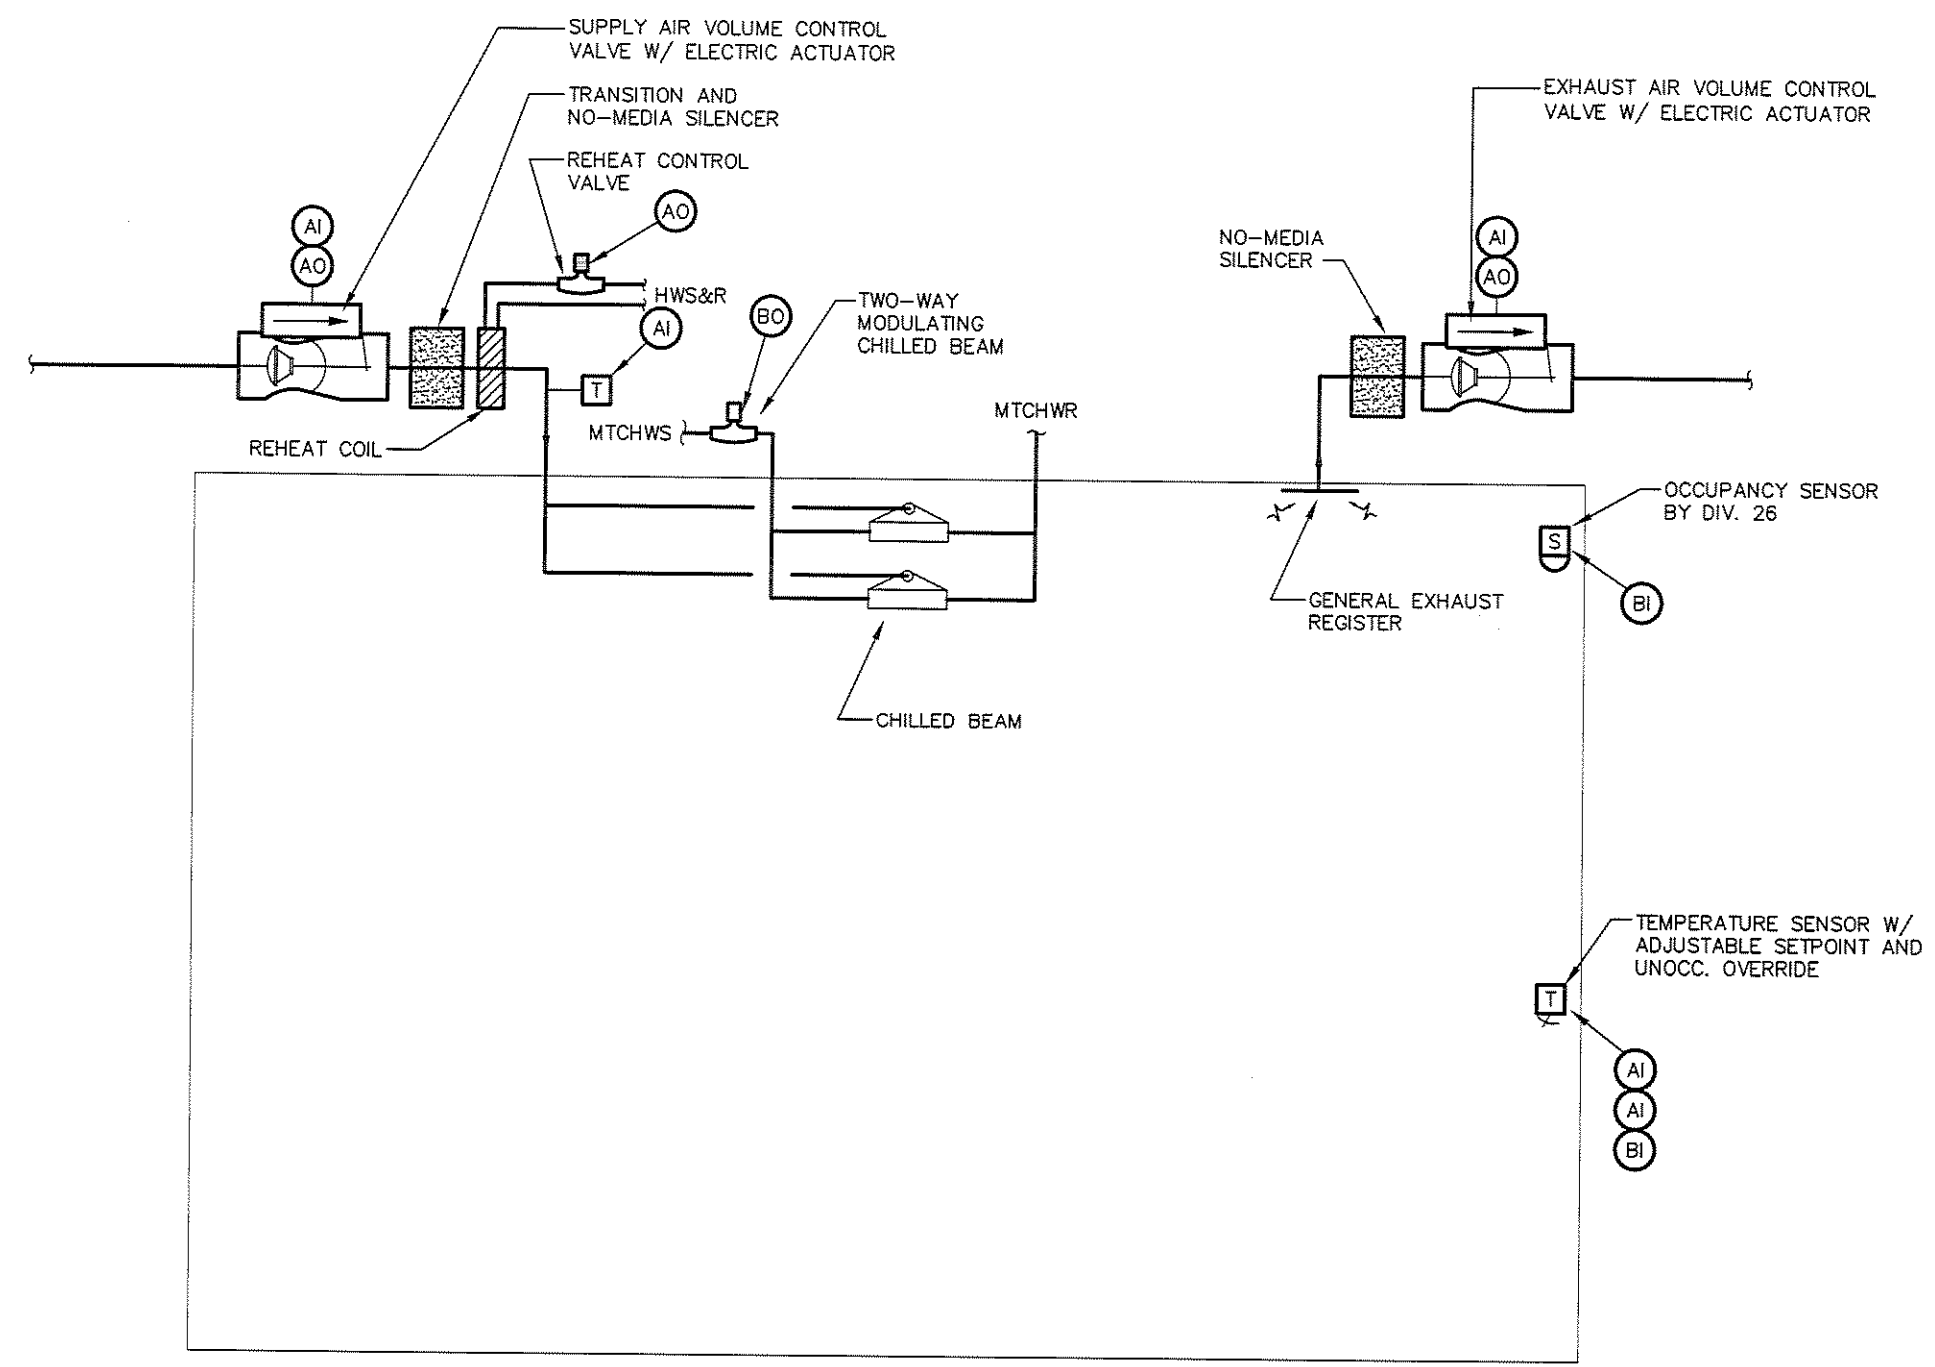 SUPPLY AIR VOLUME CONTROL
VALVE W/ ELECTRIC ACTUATOR
TRANSITION AND
NO-MEDIA SILENCER
REHEAT CONTROL
VALVE
AO
AI
AO
HWS&R
AI
T
REHEAT COIL
BO
TWO-WAY
MODULATING
CHILLED BEAM
MTCHWS
MTCHWR
EXHAUST AIR VOLUME CONTROL
VALVE W/ ELECTRIC ACTUATOR
NO-MEDIA
SILENCER
AI
AO
OCCUPANCY SENSOR
BY DIV. 26
S
BI
GENERAL EXHAUST
REGISTER
CHILLED BEAM
TEMPERATURE SENSOR W/
ADJUSTABLE SETPOINT AND
UNOCC. OVERRIDE
T
AI
AI
BI